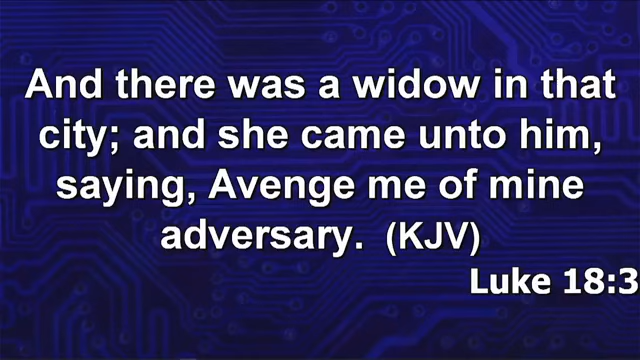 And there was a widow in that
city; and she came unto him,
saying, Avenge me of mine
adversary. (KJV)
Luke 18:3